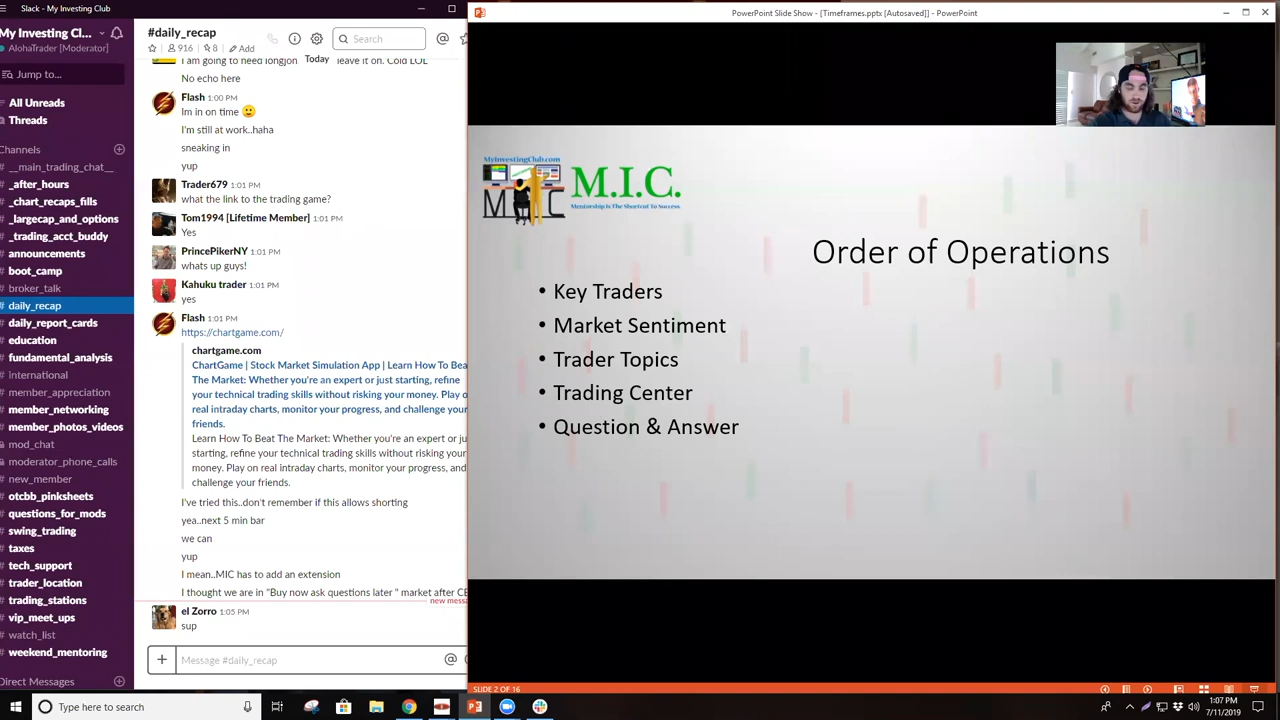 Slack - My Investing Club
My Investing Cl...
AlohaTrader [Moderator]
Jump to...
All Unreads
Threads
Channels
_main_trading_chat
_after_hours
_chart_setups_fills
_largecaps_and_options
_trading_acct_buddy
announcements
boot_camp
broker_talk
daily_recap
daily_report_cards
education
fundamental_analysis
international
member_appreciation
member_networking
member_photos_videos
mod_chat
moderator_phone_calls
new_member
otcbb_pinksheets
questions_for_mods
swing_trading
taxes
tech_support
trader_location
trading_stations
vip_meet_ups
watch_list
weekend_mentoring
Direct Messages
#daily_recap
916
8
Add
Search
I am going to need longjon
Today
leave it on. Cold LOL
No echo here
Flash 1:00 PM
Im in on time
I'm still at work..haha
sneaking in
yup
Trader679 1:01 PM
what the link to the trading game?
Tom1994 [Lifetime Member] 1:01 PM
Yes
PrincePikerNY 1:01 PM
whats up guys!
Kahuku trader 1:01 PM
yes
Flash 1:01 PM
https://chartgame.com/
chartgame.com
ChartGame | Stock Market Simulation App | Learn How To Bea
The Market: Whether you're an expert or just starting, refine
your technical trading skills without risking your money. Play o
real intraday charts, monitor your progress, and challenge your
friends.
Learn How To Beat The Market: Whether you're an expert or ju
starting, refine your technical trading skills without risking your
money. Play on real intraday charts, monitor your progress, and
challenge your friends.
I've tried this..don't remember if this allows shorting
yea..next 5 min bar
we can
yup
I mean..MIC has to add an extension
I thought we are in "Buy now ask questions later " market after CE
new messa
el Zorro 1:05 PM
sup
Message #daily_recap
PowerPoint Slide Show - [Timeframes.pptx [Autosaved]] - PowerPoint
MyInvestingClub.com
MIC
M.I.C.
Mentorship Is The Shortcut To Success
Order of Operations
• Key Traders
• Market Sentiment
• Trader Topics
• Trading Center
• Question & Answer
SLIDE 2 OF 16
Type here to search
1:07 PM
7/11/2019